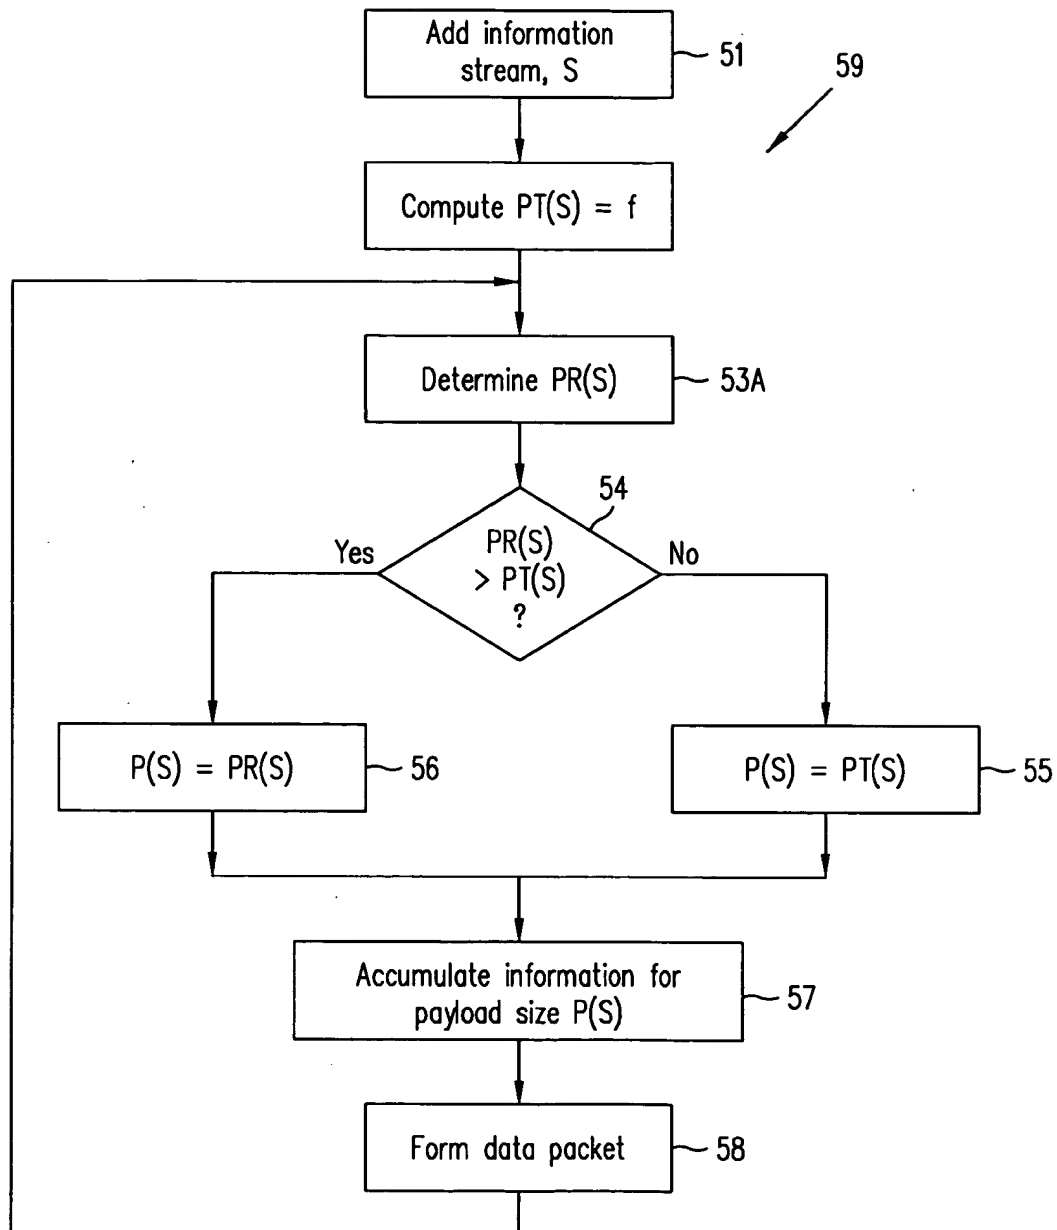 Add information
stream, S
51
59
Compute PT(S) = f
Determine PR(S)
53A
54
PR(S)
> PT(S)
?
Yes
No
P(S) = PR(S)
56
P(S) = PT(S)
55
Accumulate information for
payload size P(S)
57
Form data packet
58